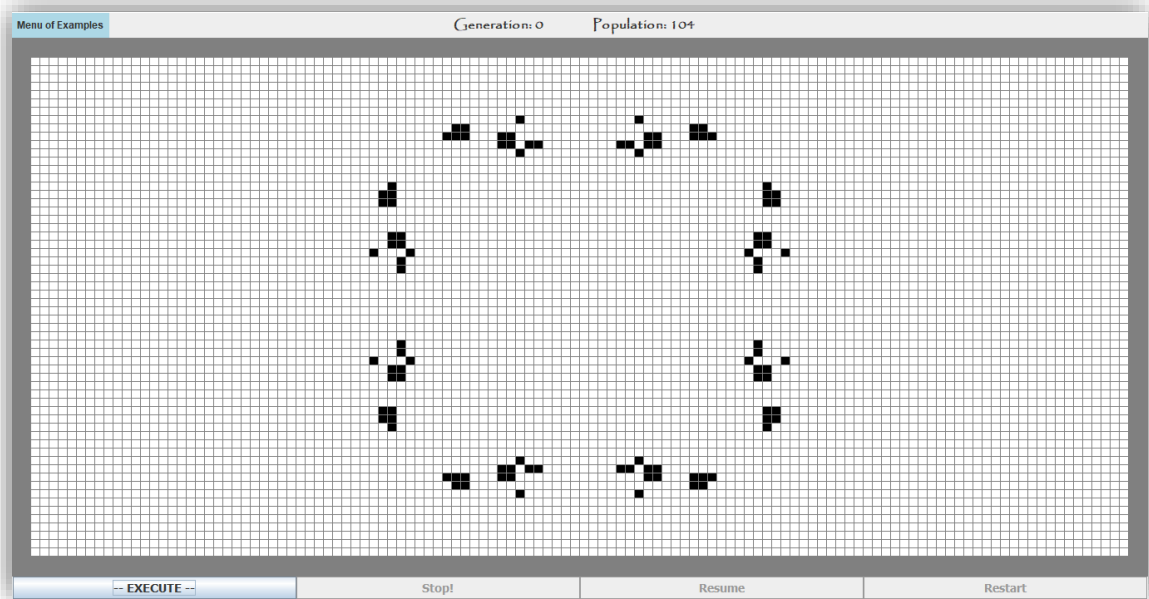 Menu of Examples
Generation: 0 Population: 104
-- EXECUTE -- Stop! Resume Restart